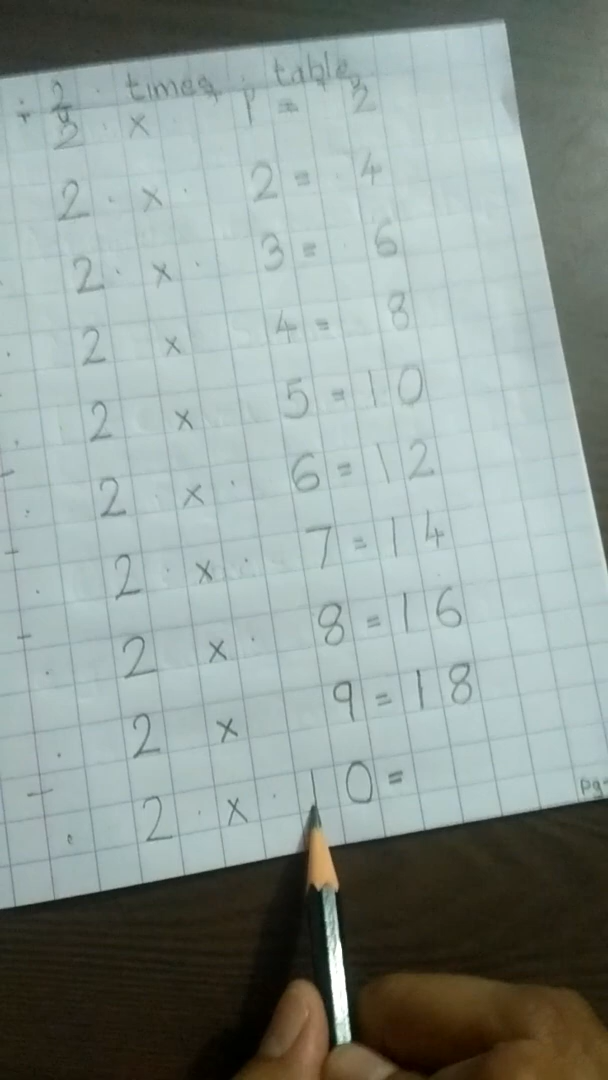 2 times table
2 x 1 = 2
2 x 2 = 4
2 x 3 = 6
2 x 4 = 8
2 x 5 = 10
2 x 6 = 12
2 x 7 = 14
2 x 8 = 16
2 x 9 = 18
2 x 10 =